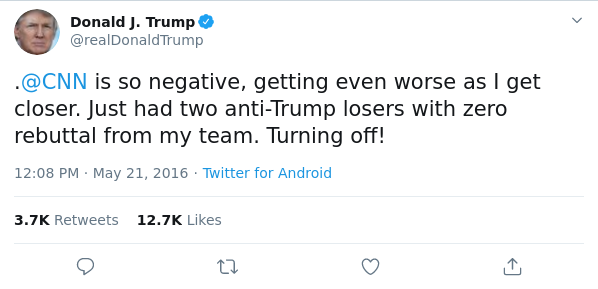 Donald J. Trump
@realDonaldTrump
.@CNN is so negative, getting even worse as I get
closer. Just had two anti-Trump losers with zero
rebuttal from my team. Turning off!
12:08 PM · May 21, 2016 · Twitter for Android
3.7K Retweets 12.7K Likes